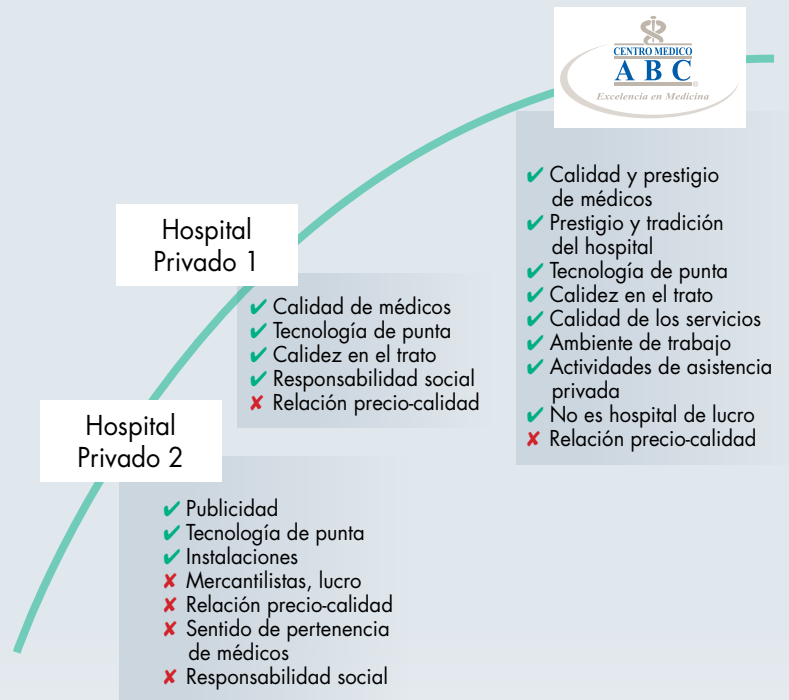 CENTRO MEDICO
A B C
Excelencia en Medicina
✔ Calidad y prestigio
de médicos
✔ Prestigio y tradición
del hospital
✔ Tecnología de punta
✔ Calidez en el trato
✔ Calidad de los servicios
✔ Ambiente de trabajo
✔ Actividades de asistencia
privada
✔ No es hospital de lucro
✘ Relación precio-calidad
Hospital
Privado 1
✔ Calidad de médicos
✔ Tecnología de punta
✔ Calidez en el trato
✔ Responsabilidad social
✘ Relación precio-calidad
Hospital
Privado 2
✔ Publicidad
✔ Tecnología de punta
✔ Instalaciones
✘ Mercantilistas, lucro
✘ Relación precio-calidad
✘ Sentido de pertenencia
de médicos
✘ Responsabilidad social